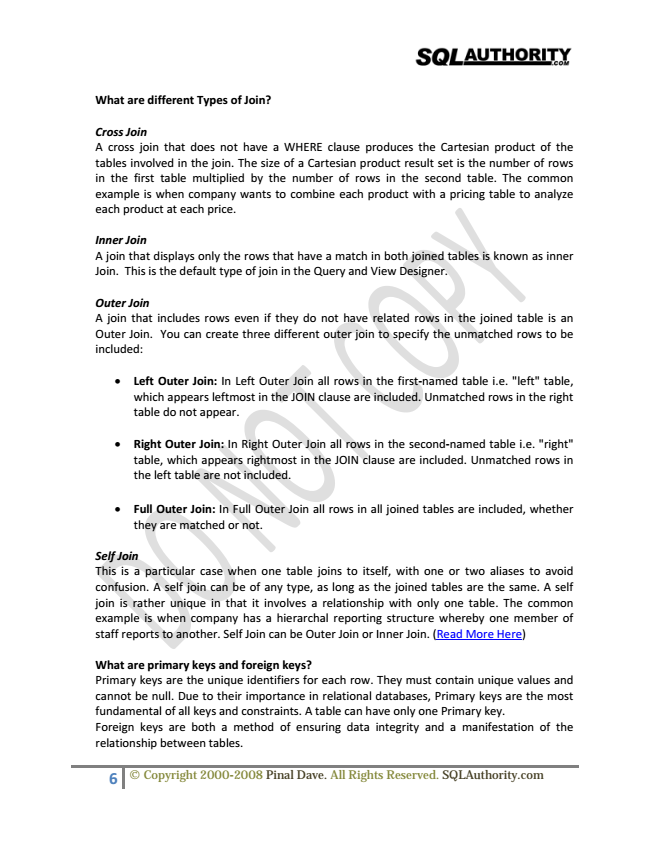 SQLAUTHORITY
.COM
What are different Types of Join?
Cross Join
A cross join that does not have a WHERE clause produces the Cartesian product of the
tables involved in the join. The size of a Cartesian product result set is the number of rows
in the first table multiplied by the number of rows in the second table. The common
example is when company wants to combine each product with a pricing table to analyze
each product at each price.
Inner Join
A join that displays only the rows that have a match in both joined tables is known as inner
Join.  This is the default type of join in the Query and View Designer.
Outer Join
A join that includes rows even if they do not have related rows in the joined table is an
Outer Join.  You can create three different outer join to specify the unmatched rows to be
included:
• Left Outer Join: In Left Outer Join all rows in the first-named table i.e. "left" table,
which appears leftmost in the JOIN clause are included. Unmatched rows in the right
table do not appear.
• Right Outer Join: In Right Outer Join all rows in the second-named table i.e. "right"
table, which appears rightmost in the JOIN clause are included. Unmatched rows in
the left table are not included.
• Full Outer Join: In Full Outer Join all rows in all joined tables are included, whether
they are matched or not.
Self Join
This is a particular case when one table joins to itself, with one or two aliases to avoid
confusion. A self join can be of any type, as long as the joined tables are the same. A self
join is rather unique in that it involves a relationship with only one table. The common
example is when company has a hierarchal reporting structure whereby one member of
staff reports to another. Self Join can be Outer Join or Inner Join. (Read More Here)
What are primary keys and foreign keys?
Primary keys are the unique identifiers for each row. They must contain unique values and
cannot be null. Due to their importance in relational databases, Primary keys are the most
fundamental of all keys and constraints. A table can have only one Primary key.
Foreign keys are both a method of ensuring data integrity and a manifestation of the
relationship between tables.
6 © Copyright 2000-2008 Pinal Dave. All Rights Reserved. SQLAuthority.com
DO NOT COPY